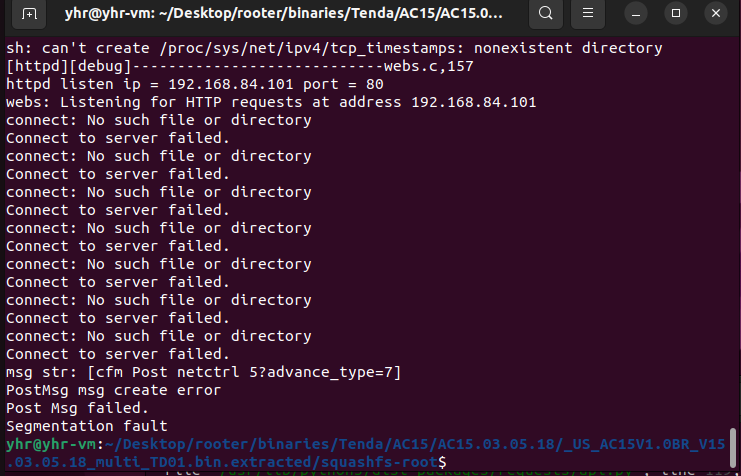 yhr@yhr-vm: ~/Desktop/rooter/binaries/Tenda/AC15/AC15.0...
sh: can't create /proc/sys/net/ipv4/tcp_timestamps: nonexistent directory
[httpd][debug]----------------------------webs.c,157
httpd listen ip = 192.168.84.101 port = 80
webs: Listening for HTTP requests at address 192.168.84.101
connect: No such file or directory
Connect to server failed.
connect: No such file or directory
Connect to server failed.
connect: No such file or directory
Connect to server failed.
connect: No such file or directory
Connect to server failed.
connect: No such file or directory
Connect to server failed.
connect: No such file or directory
Connect to server failed.
connect: No such file or directory
Connect to server failed.
msg str: [cfm Post netctrl 5?advance_type=7]
PostMsg msg create error
Post Msg failed.
Segmentation fault
yhr@yhr-vm:~/Desktop/rooter/binaries/Tenda/AC15/AC15.03.05.18/_US_AC15V1.0BR_V15
.03.05.18_multi_TD01.bin.extracted/squashfs-root$